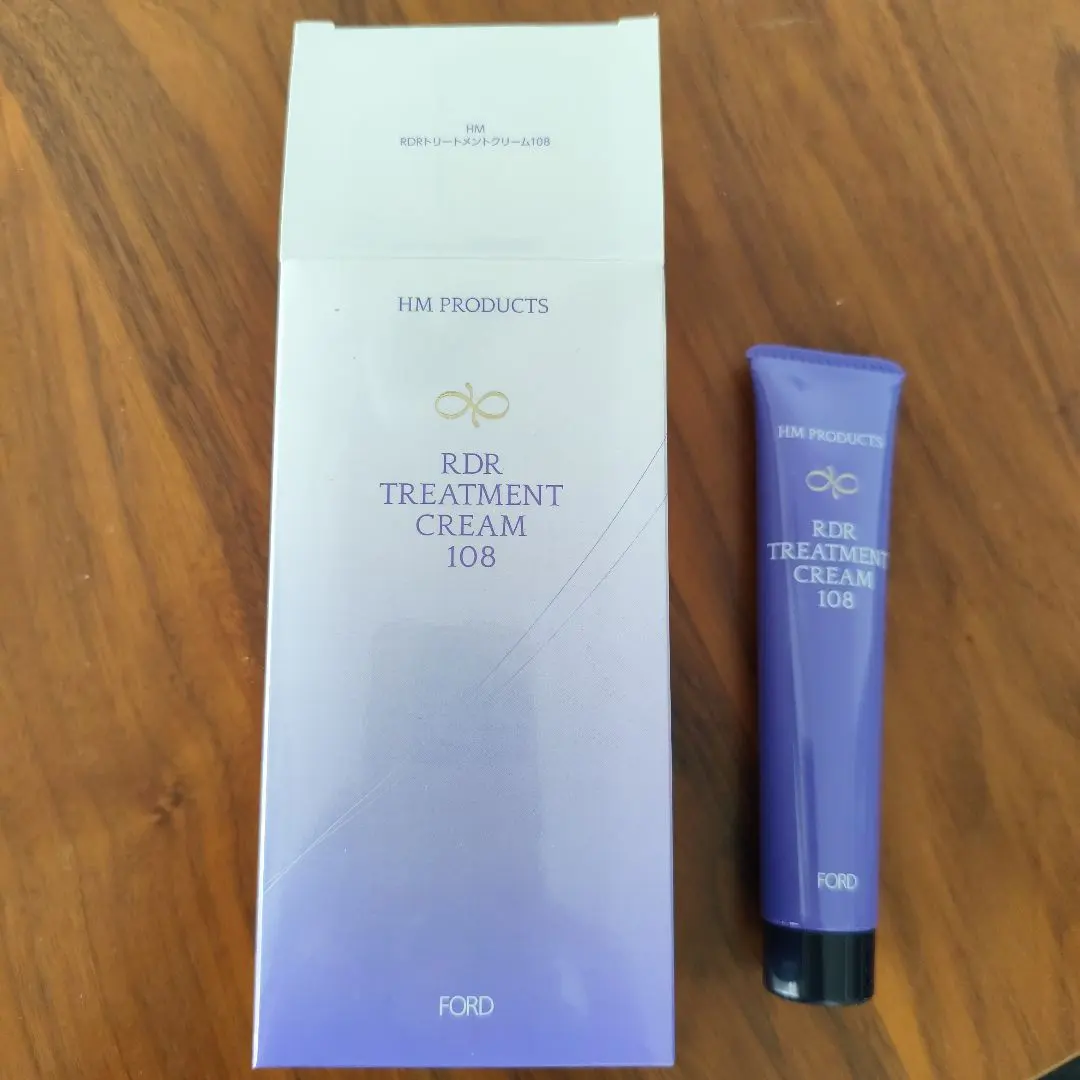 HM
RDRトリートメントクリーム108
HM PRODUCTS
RDR
TREATMENT
CREAM
108
FORD
HM PRODUCTS
RDR
TREATMENT
CREAM
108
FORD